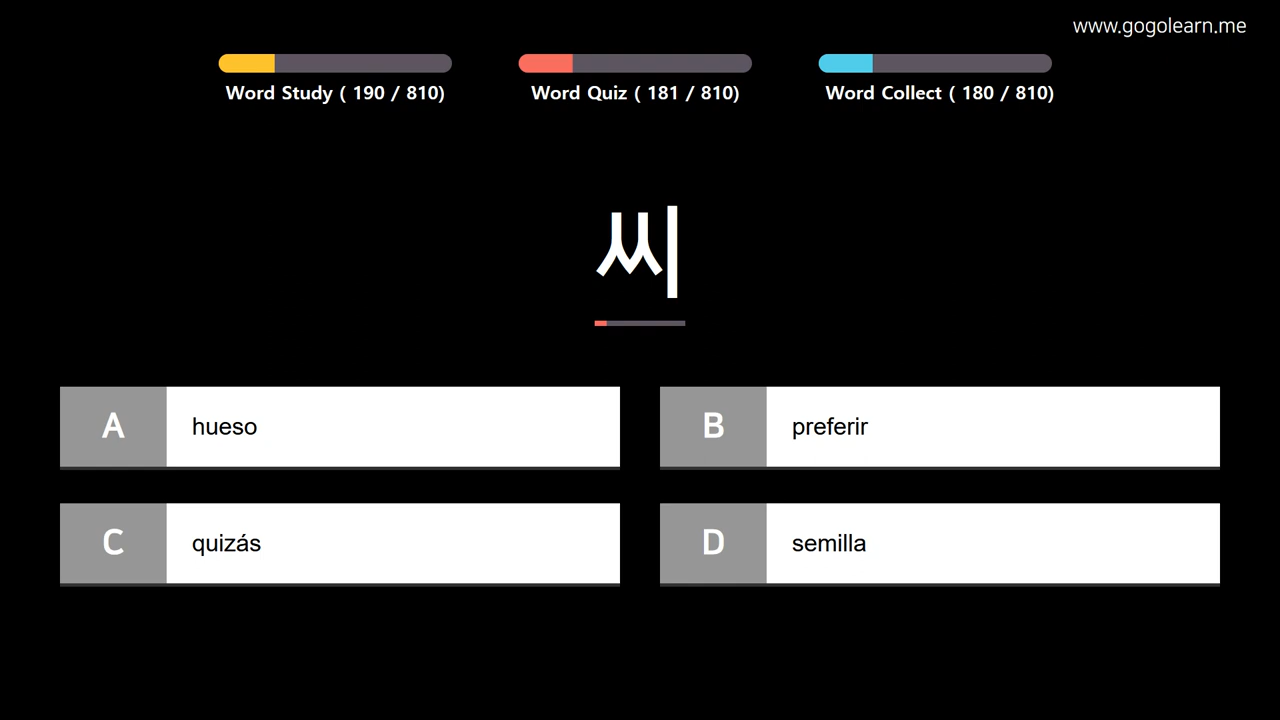 www.gogolearn.me
Word Study ( 190 / 810)
Word Quiz ( 181 / 810)
Word Collect ( 180 / 810)
씨
A hueso
B preferir
C quizás
D semilla